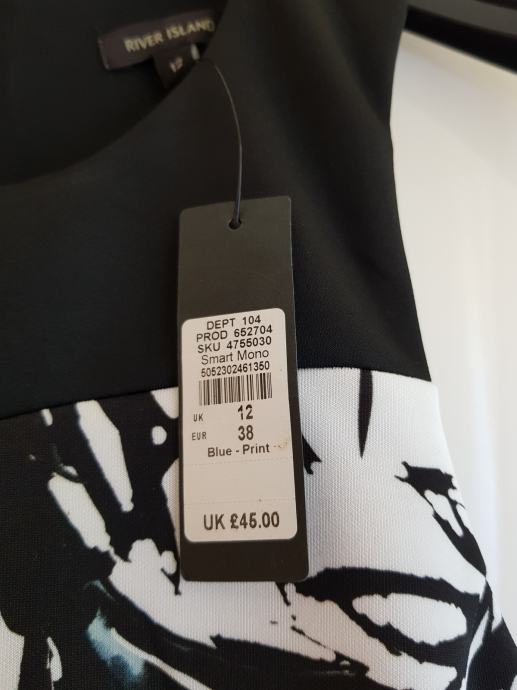 RIVER ISLAND
12
DEPT 104
PROD 652704
SKU 4755030
Smart Mono
5052302461350
UK 12
EUR 38
Blue - Print
UK £45.00